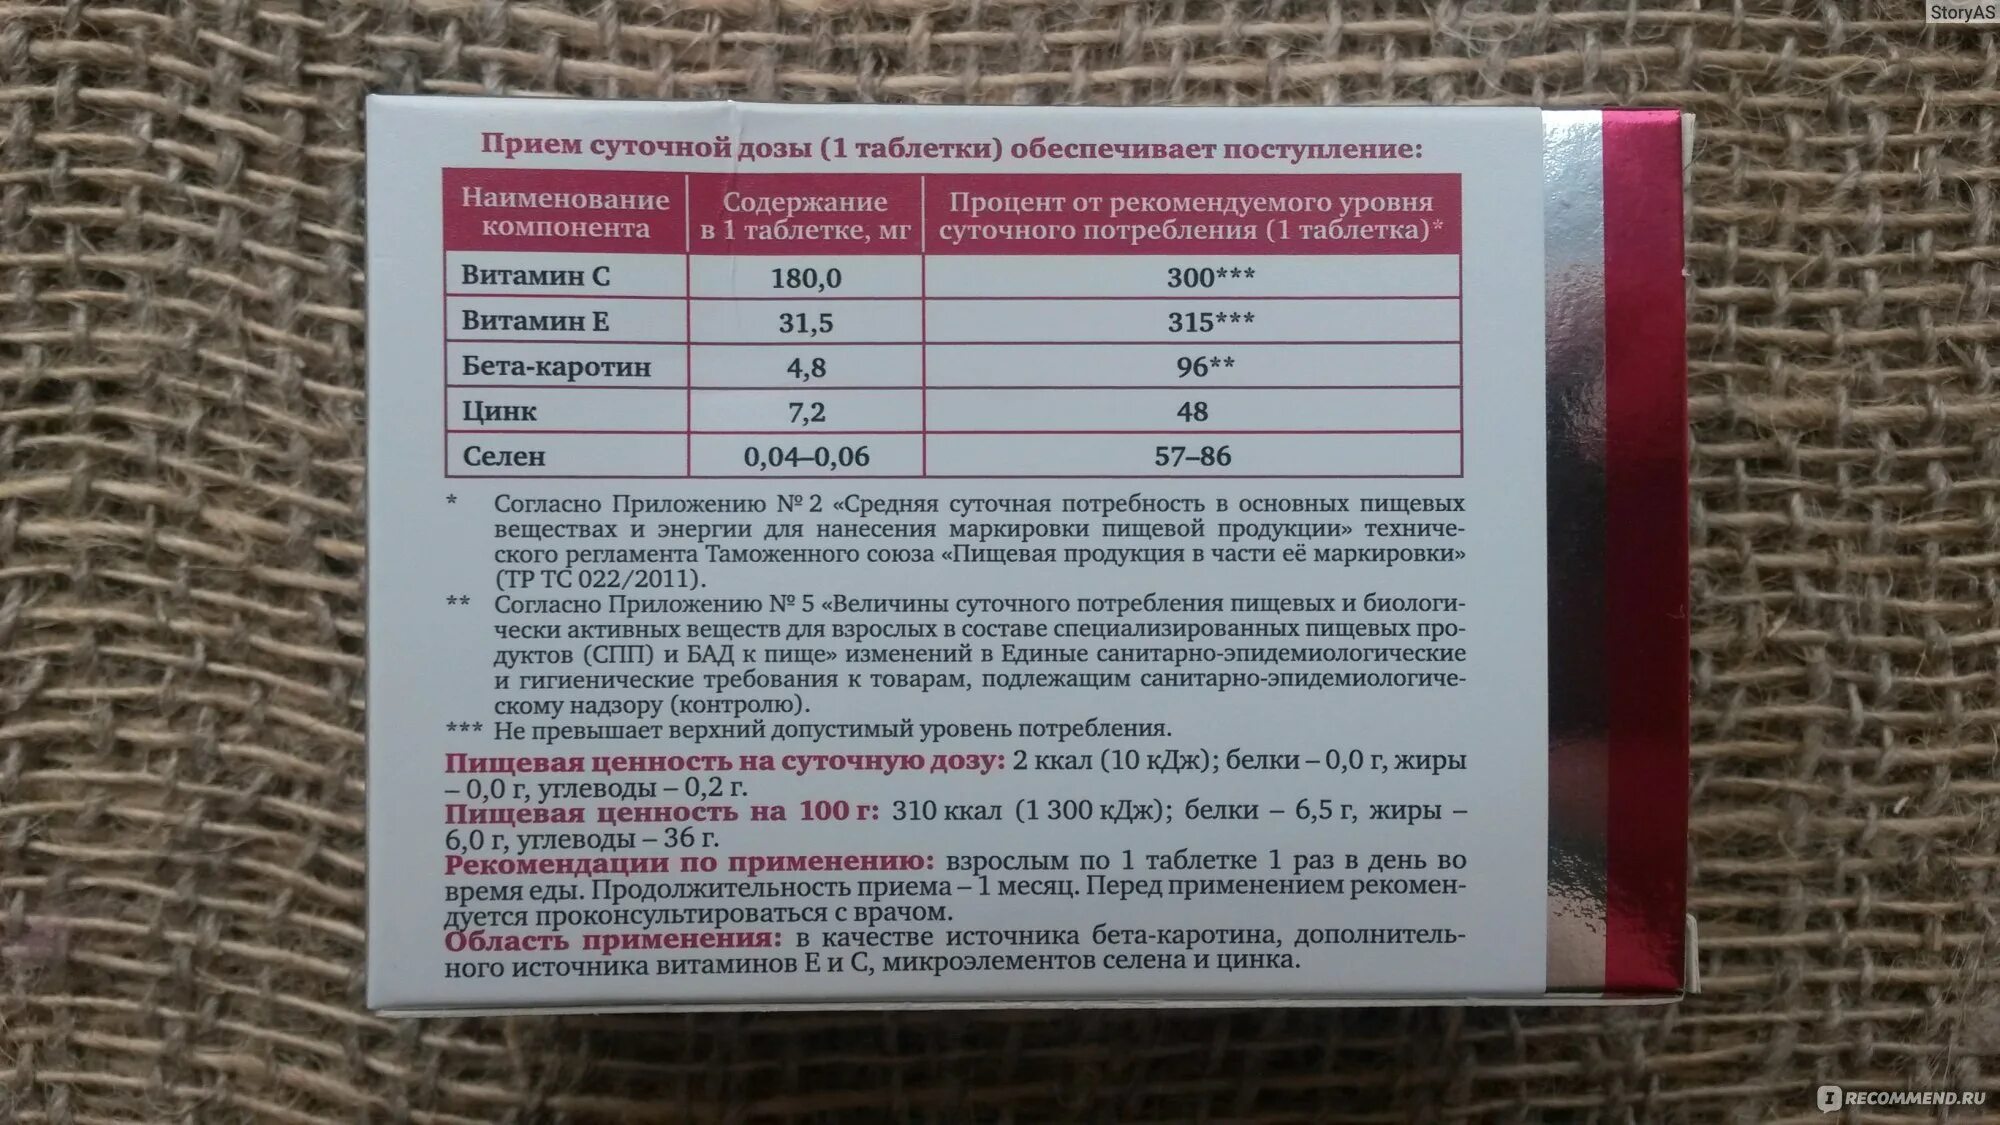 StoryAS
Прием суточной дозы (1 таблетки) обеспечивает поступление:
Наименование компонента Содержание в 1 таблетке, мг Процент от рекомендуемого уровня суточного потребления (1 таблетка)*
Витамин С 180,0 300***
Витамин Е 31,5 315***
Бета-каротин 4,8 96**
Цинк 7,2 48
Селен 0,04–0,06 57–86
* Согласно Приложению № 2 «Средняя суточная потребность в основных пищевых
веществах и энергии для нанесения маркировки пищевой продукции» техниче-
ского регламента Таможенного союза «Пищевая продукция в части её маркировки»
(ТР ТС 022/2011).
** Согласно Приложению № 5 «Величины суточного потребления пищевых и биологи-
чески активных веществ для взрослых в составе специализированных пищевых про-
дуктов (СПП) и БАД к пище» изменений в Единые санитарно-эпидемиологические
и гигиенические требования к товарам, подлежащим санитарно-эпидемиологиче-
скому надзору (контролю).
*** Не превышает верхний допустимый уровень потребления.
Пищевая ценность на суточную дозу: 2 ккал (10 кДж); белки – 0,0 г, жиры
– 0,0 г, углеводы – 0,2 г.
Пищевая ценность на 100 г: 310 ккал (1 300 кДж); белки – 6,5 г, жиры –
6,0 г, углеводы – 36 г.
Рекомендации по применению: взрослым по 1 таблетке 1 раз в день во
время еды. Продолжительность приема – 1 месяц. Перед применением рекомен-
дуется проконсультироваться с врачом.
Область применения: в качестве источника бета-каротина, дополнитель-
ного источника витаминов Е и С, микроэлементов селена и цинка.
I RECOMMEND.RU